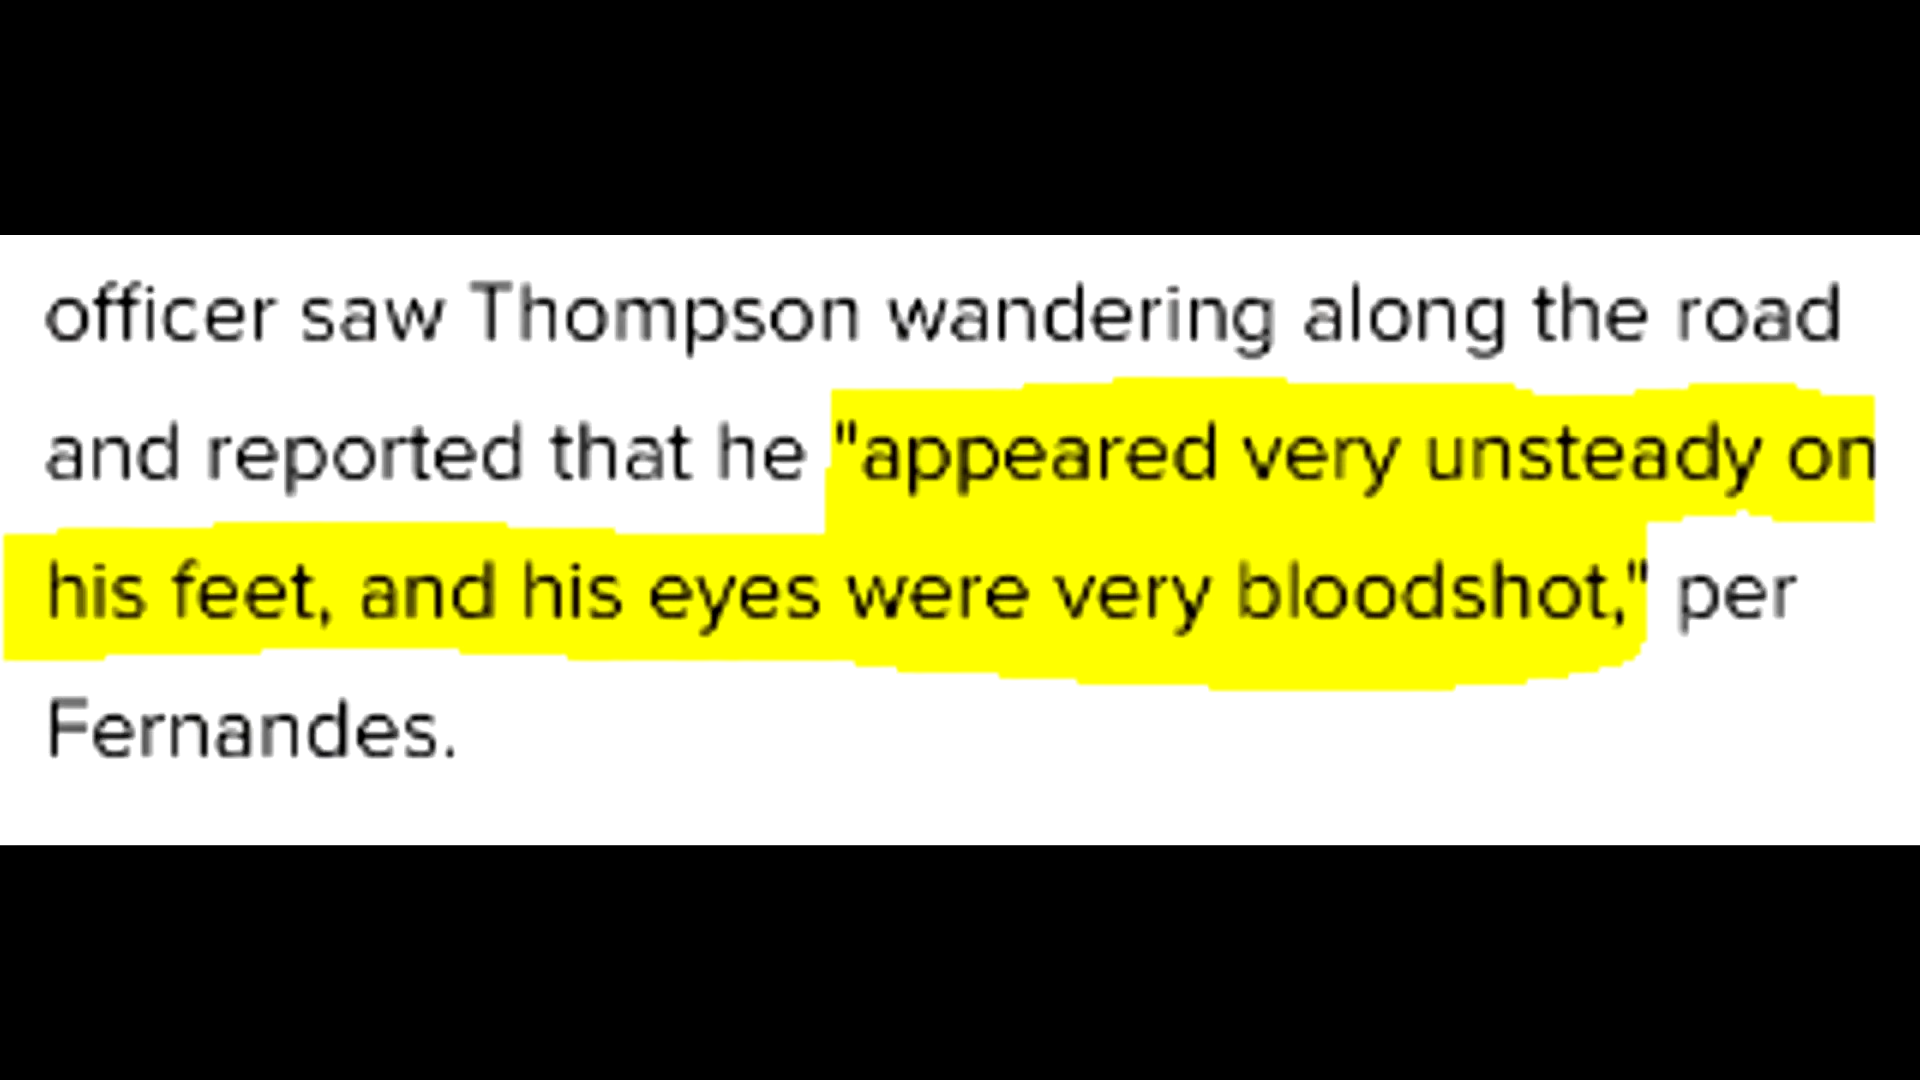 officer saw Thompson wandering along the road
and reported that he "appeared very unsteady on
his feet, and his eyes were very bloodshot," per
Fernandes.